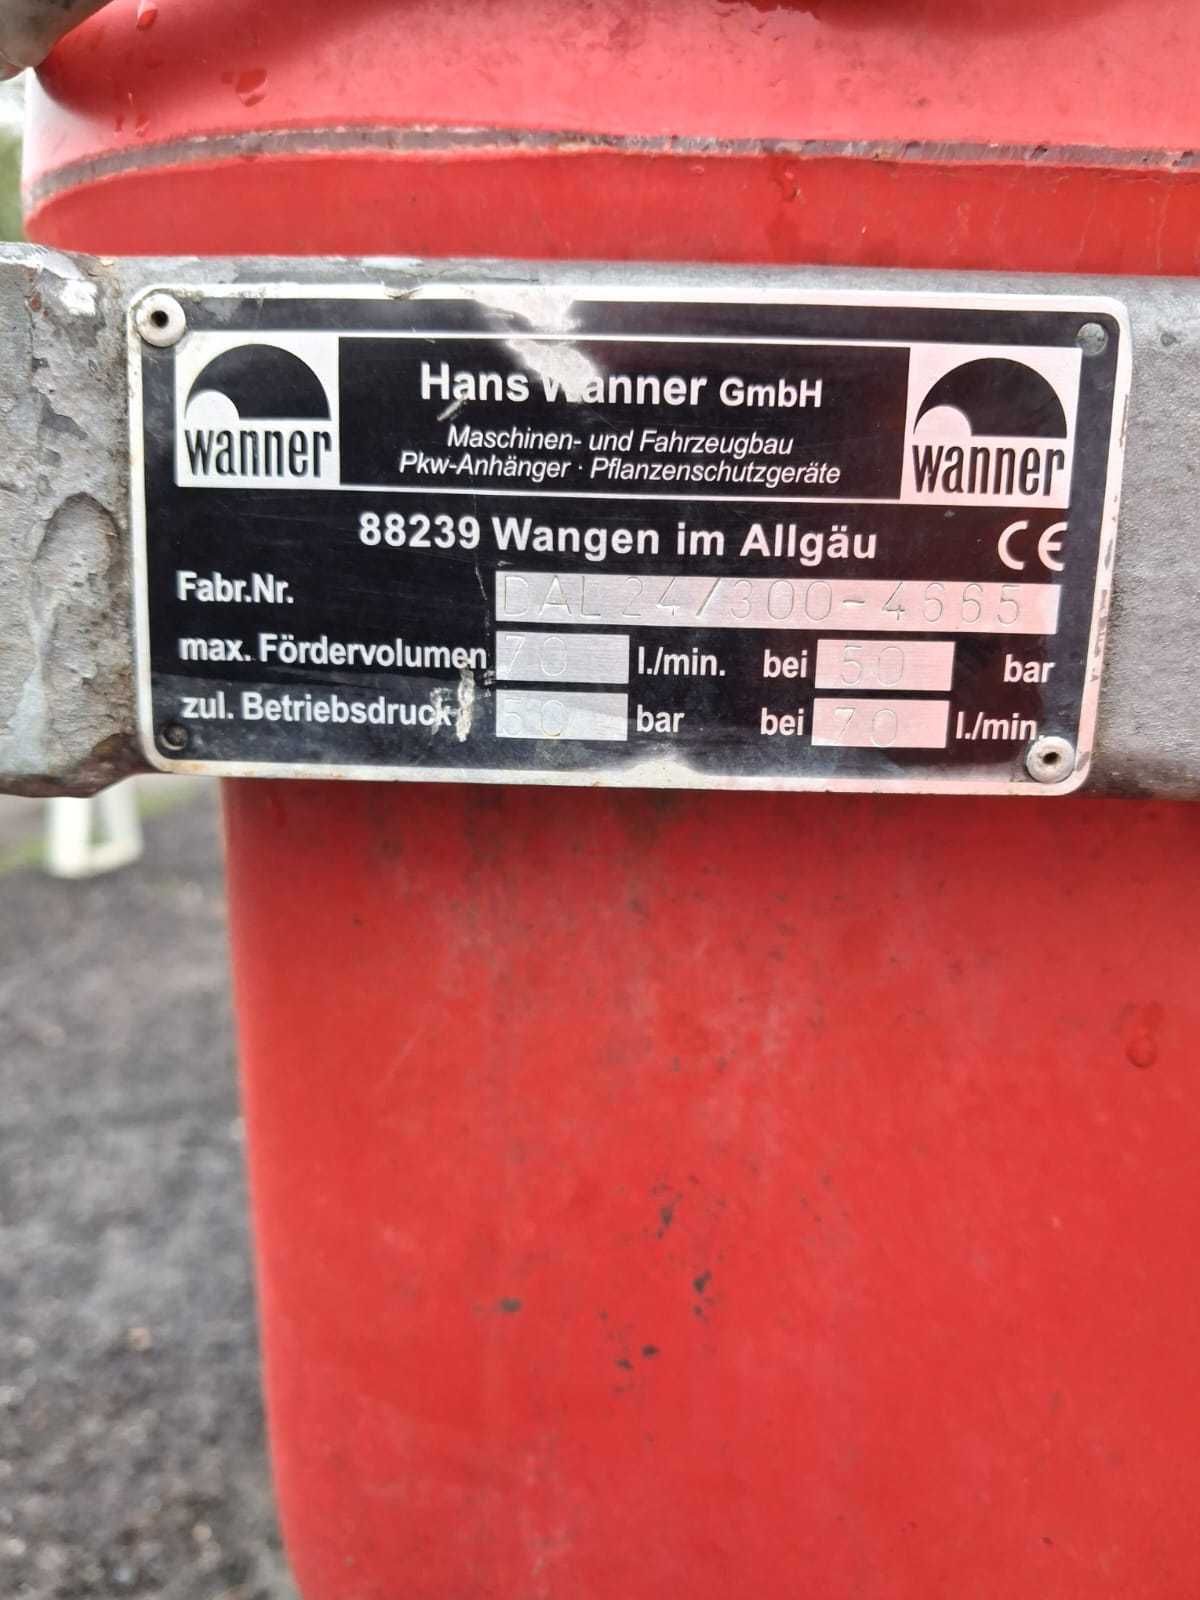 wanner
Hans Wanner GmbH
wanner
Maschinen- und Fahrzeugbau
Pkw-Anhänger · Pflanzenschutzgeräte
88239 Wangen im Allgäu CE
Fabr.Nr. DAL 24/300-4665
max. Fördervolumen 70 l./min. bei 50 bar
zul. Betriebsdruck 50 bar bei 70 l./min.